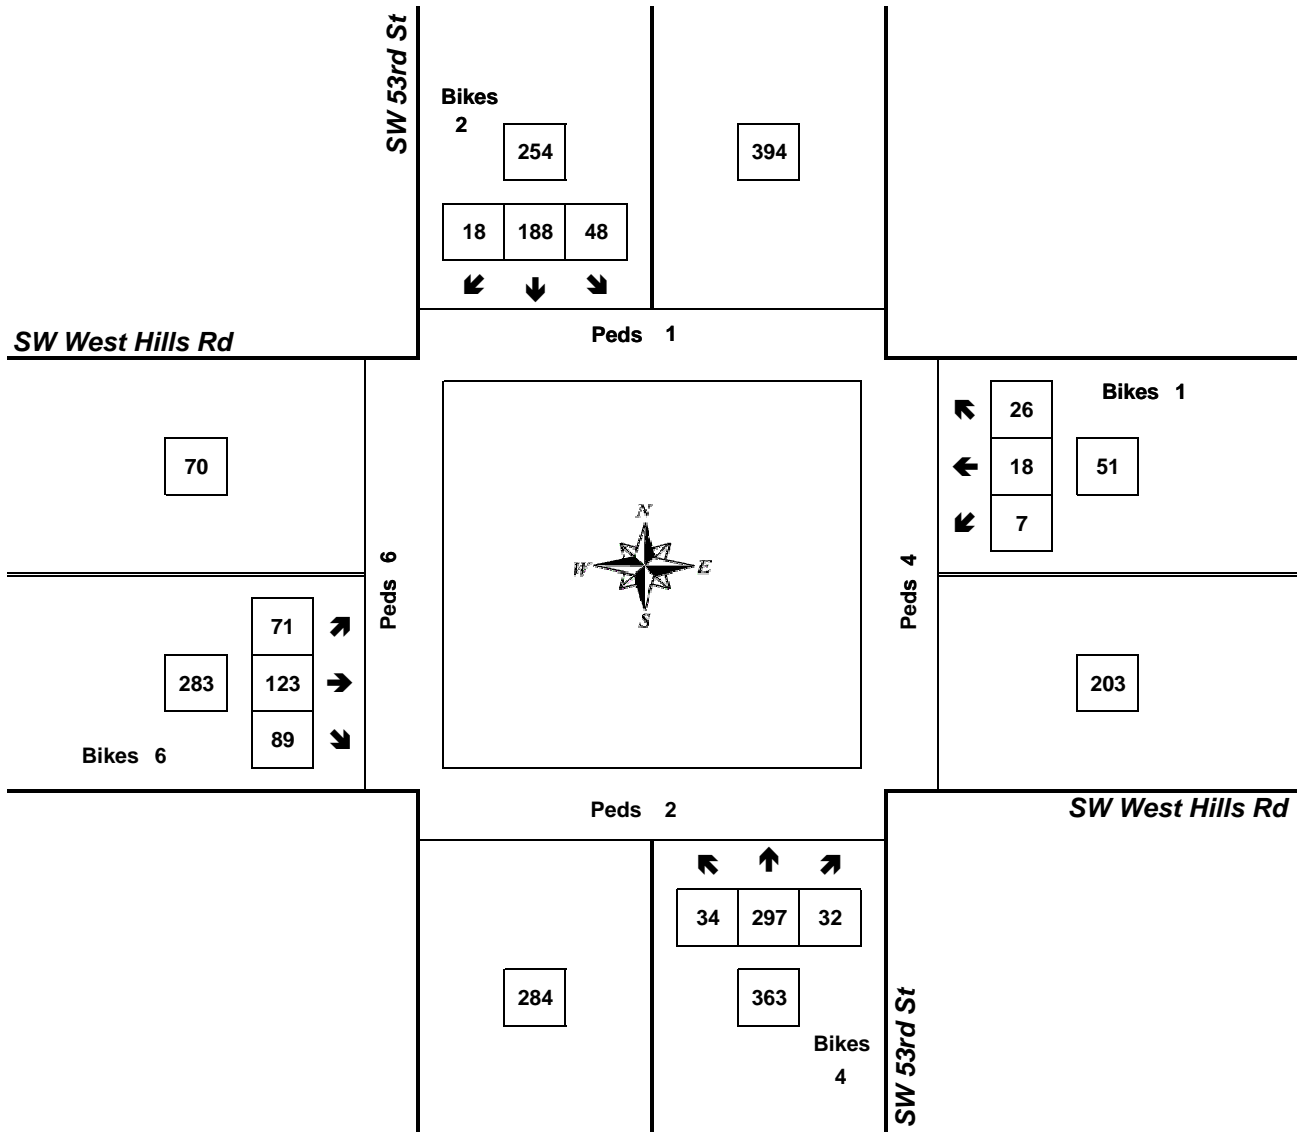 SW 53rd St
Bikes
2
254
394
18 188 48
Peds 1
SW West Hills Rd
26
Bikes 1
70
18
51
7
N
W E
S
Peds 6
Peds 4
71
283
123
203
89
Bikes 6
Peds 2
SW West Hills Rd
34 297 32
284
363
Bikes
4
SW 53rd St